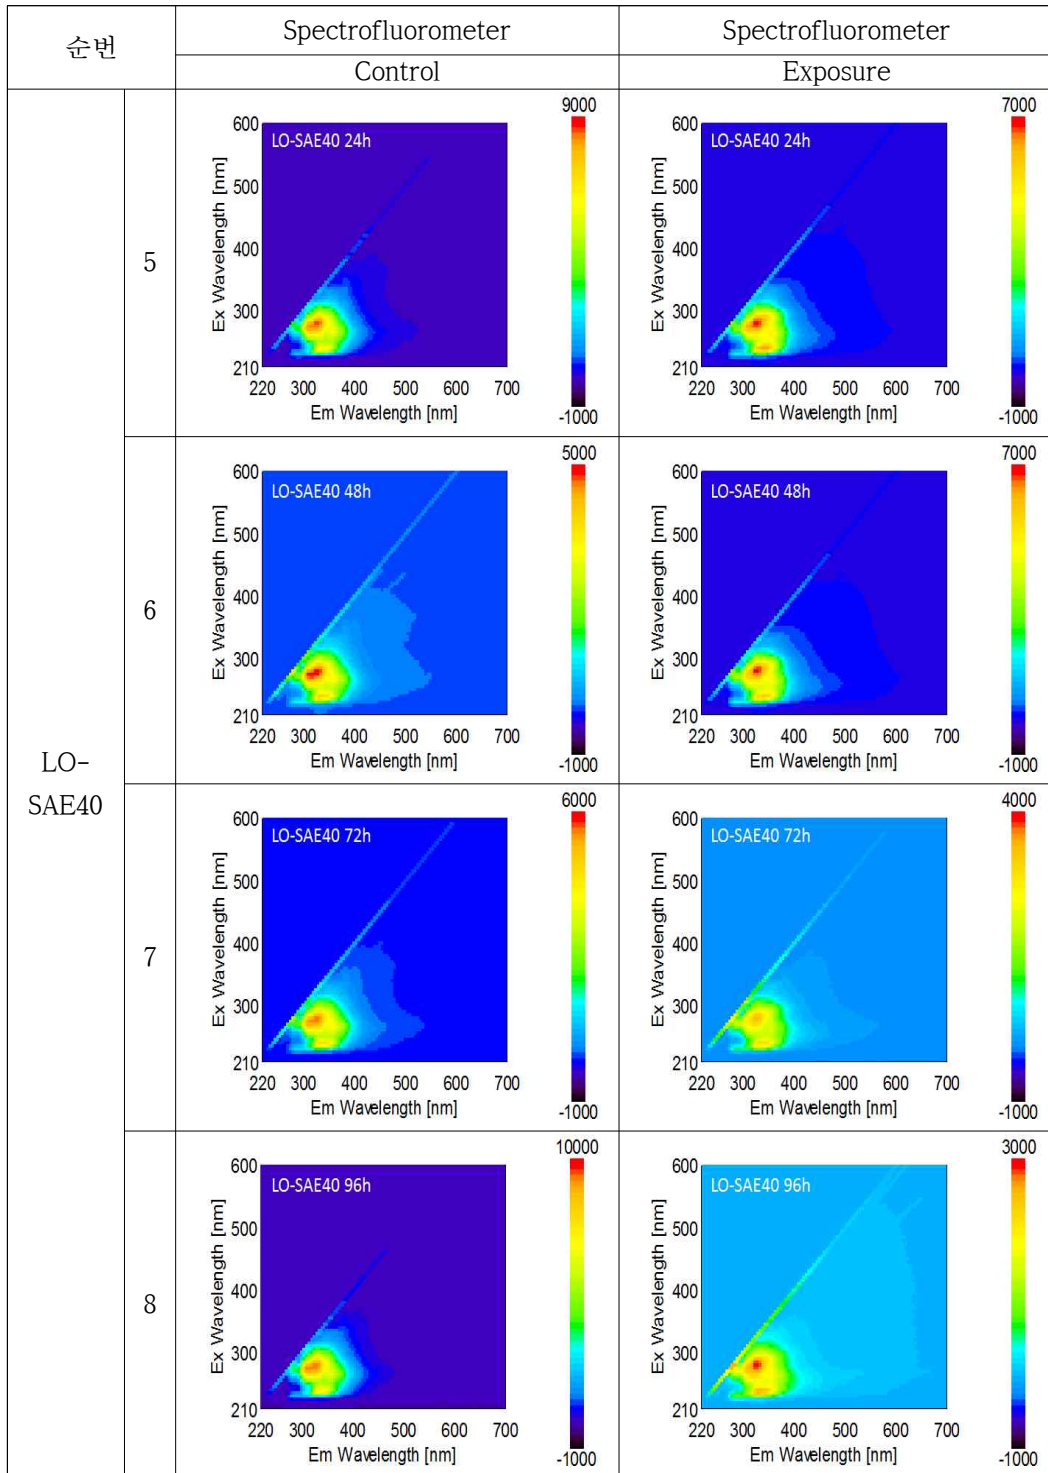 순번
Spectrofluorometer
Spectrofluorometer
Control
Exposure
LO-
SAE40
5
9000
600
LO-SAE40 24h
500
400
300
210
220 300 400 500 600 700
Ex Wavelength [nm]
Em Wavelength [nm]
-1000
7000
600
LO-SAE40 24h
500
400
300
210
220 300 400 500 600 700
Ex Wavelength [nm]
Em Wavelength [nm]
-1000
6
5000
600
LO-SAE40 48h
500
400
300
210
220 300 400 500 600 700
Ex Wavelength [nm]
Em Wavelength [nm]
-1000
7000
600
LO-SAE40 48h
500
400
300
210
220 300 400 500 600 700
Ex Wavelength [nm]
Em Wavelength [nm]
-1000
7
6000
600
LO-SAE40 72h
500
400
300
210
220 300 400 500 600 700
Ex Wavelength [nm]
Em Wavelength [nm]
-1000
4000
600
LO-SAE40 72h
500
400
300
210
220 300 400 500 600 700
Ex Wavelength [nm]
Em Wavelength [nm]
-1000
8
10000
600
LO-SAE40 96h
500
400
300
210
220 300 400 500 600 700
Ex Wavelength [nm]
Em Wavelength [nm]
-1000
3000
600
LO-SAE40 96h
500
400
300
210
220 300 400 500 600 700
Ex Wavelength [nm]
Em Wavelength [nm]
-1000